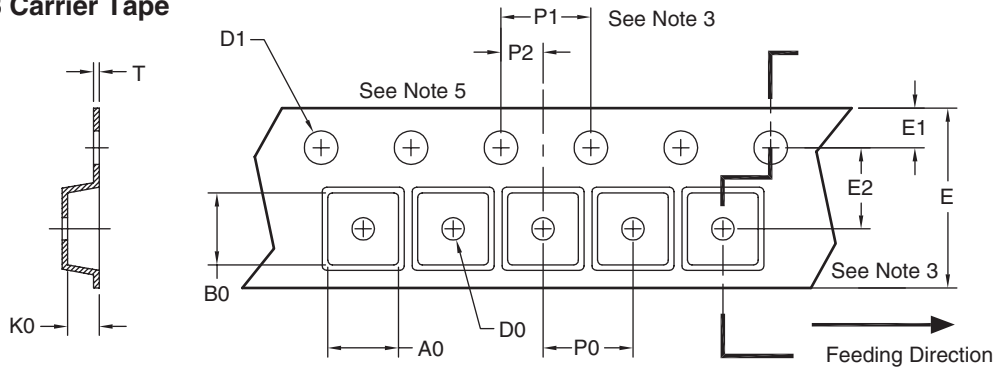 Carrier Tape
P1
See Note 3
D1
P2
T
See Note 5
E1
E2
E
See Note 3
B0
K0
D0
A0
P0
Feeding Direction